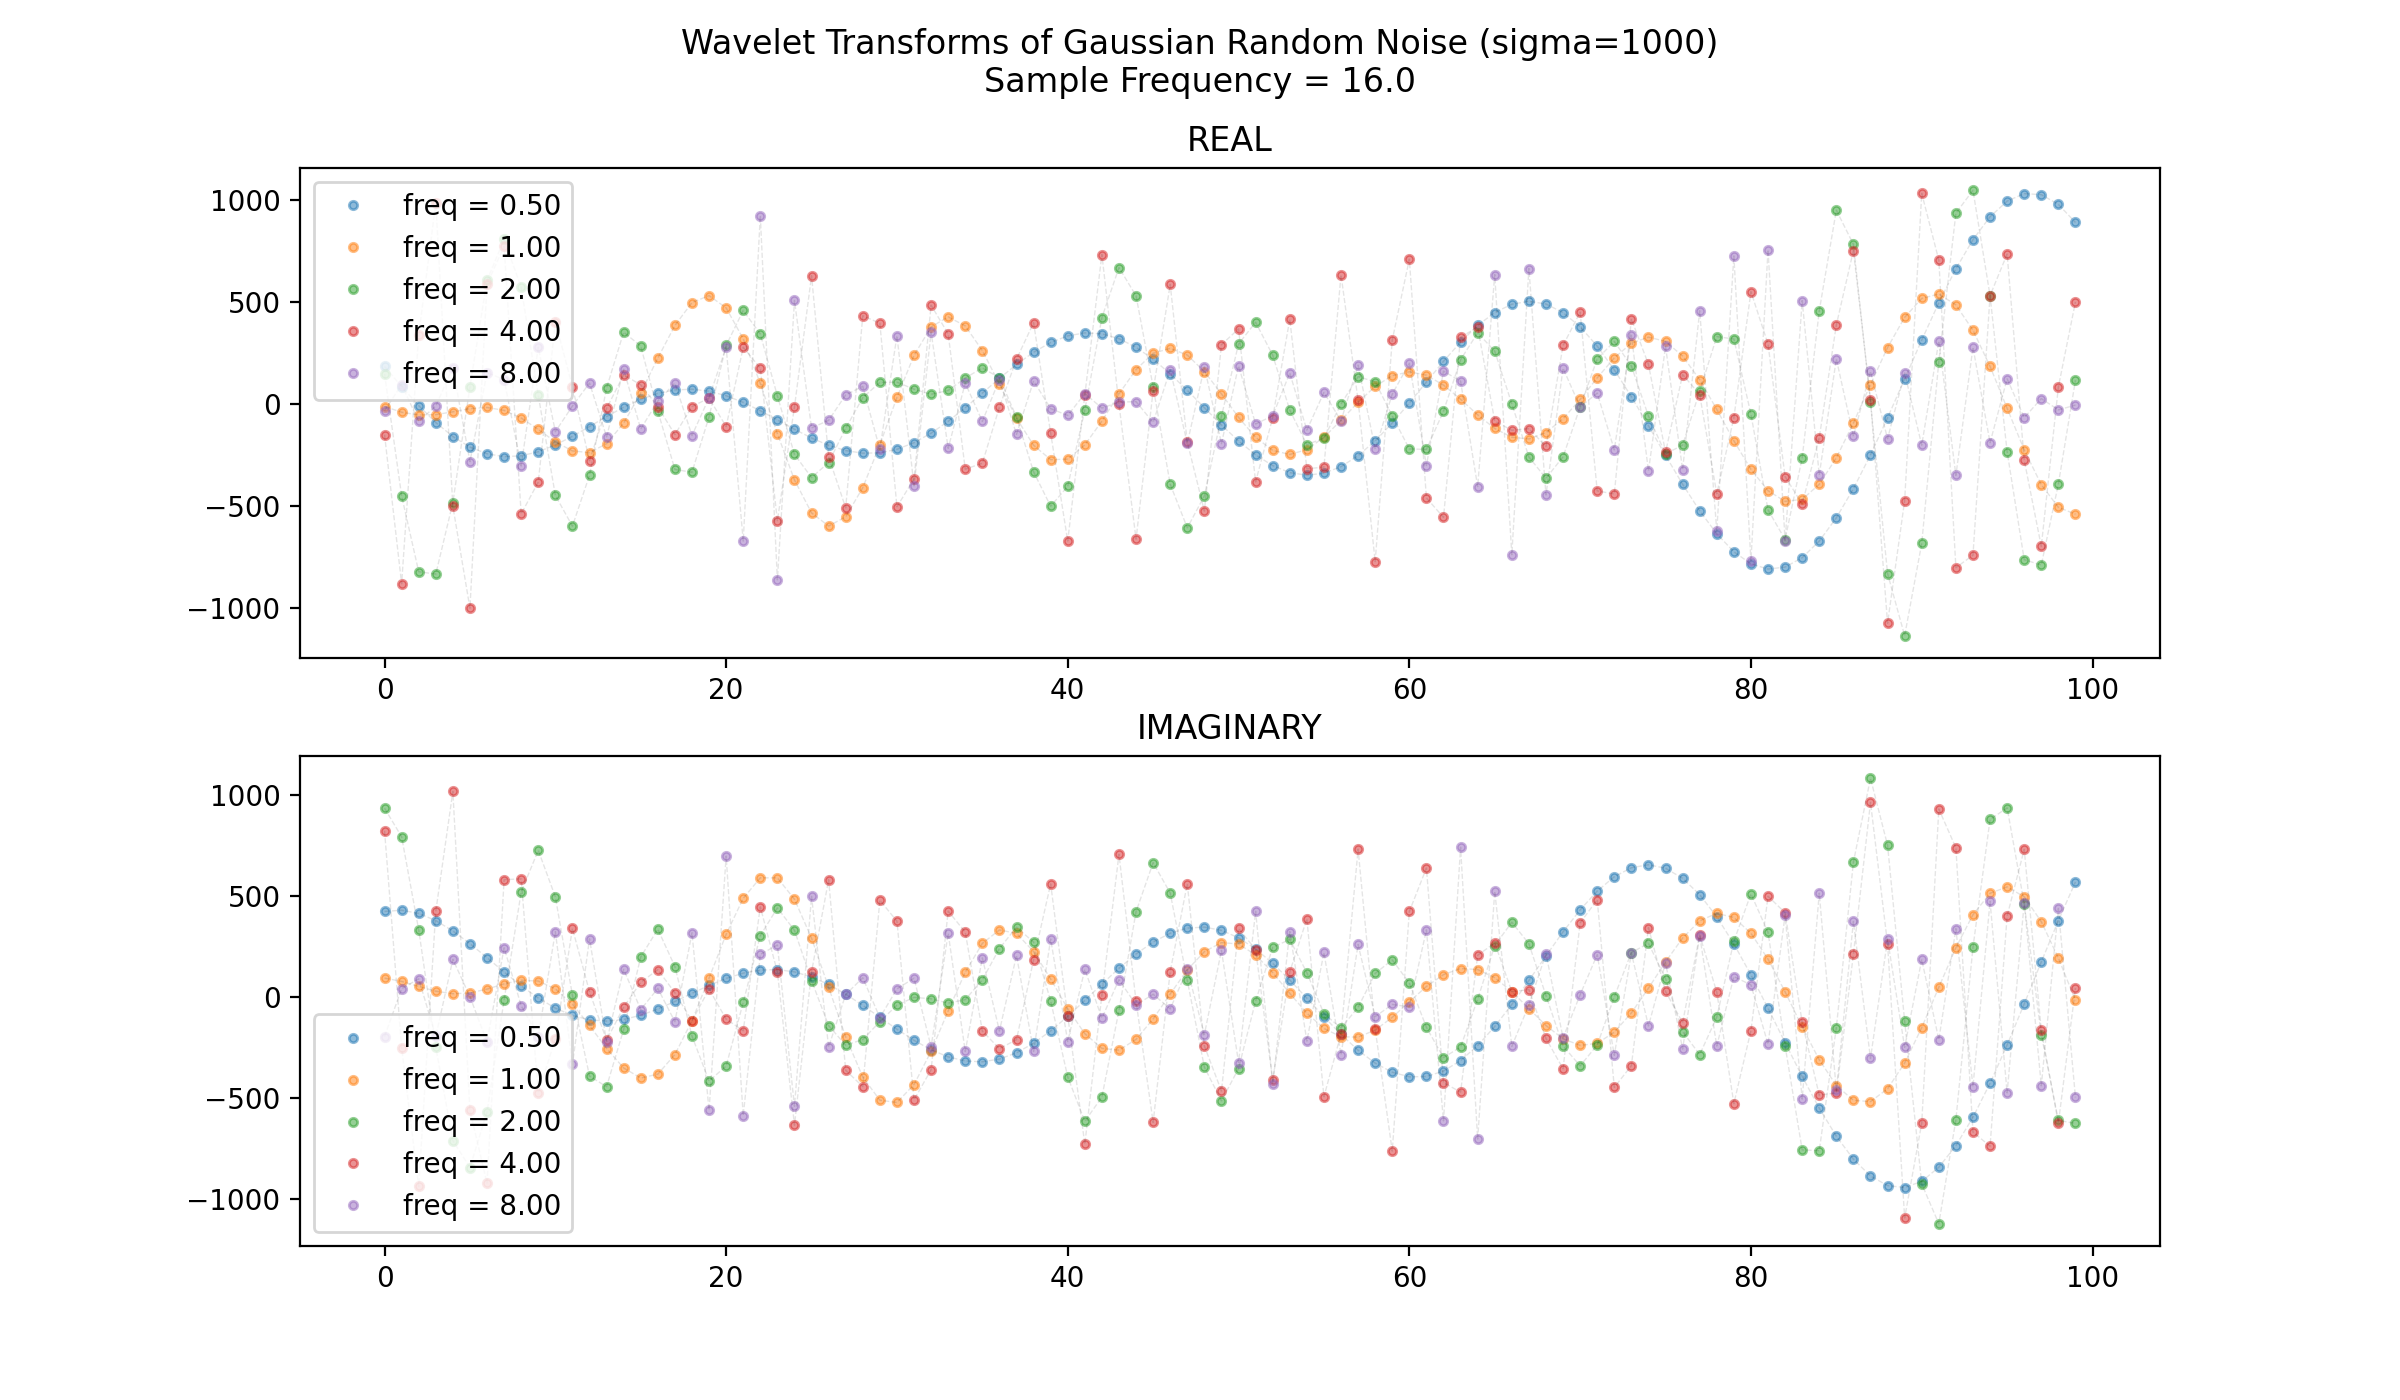 Wavelet Transforms of Gaussian Random Noise (sigma=1000)
Sample Frequency = 16.0
REAL
1000
500
0
−500
−1000
freq = 0.50
freq = 1.00
freq = 2.00
freq = 4.00
freq = 8.00
0
20
40
60
80
100
IMAGINARY
1000
500
0
−500
−1000
freq = 0.50
freq = 1.00
freq = 2.00
freq = 4.00
freq = 8.00
0
20
40
60
80
100